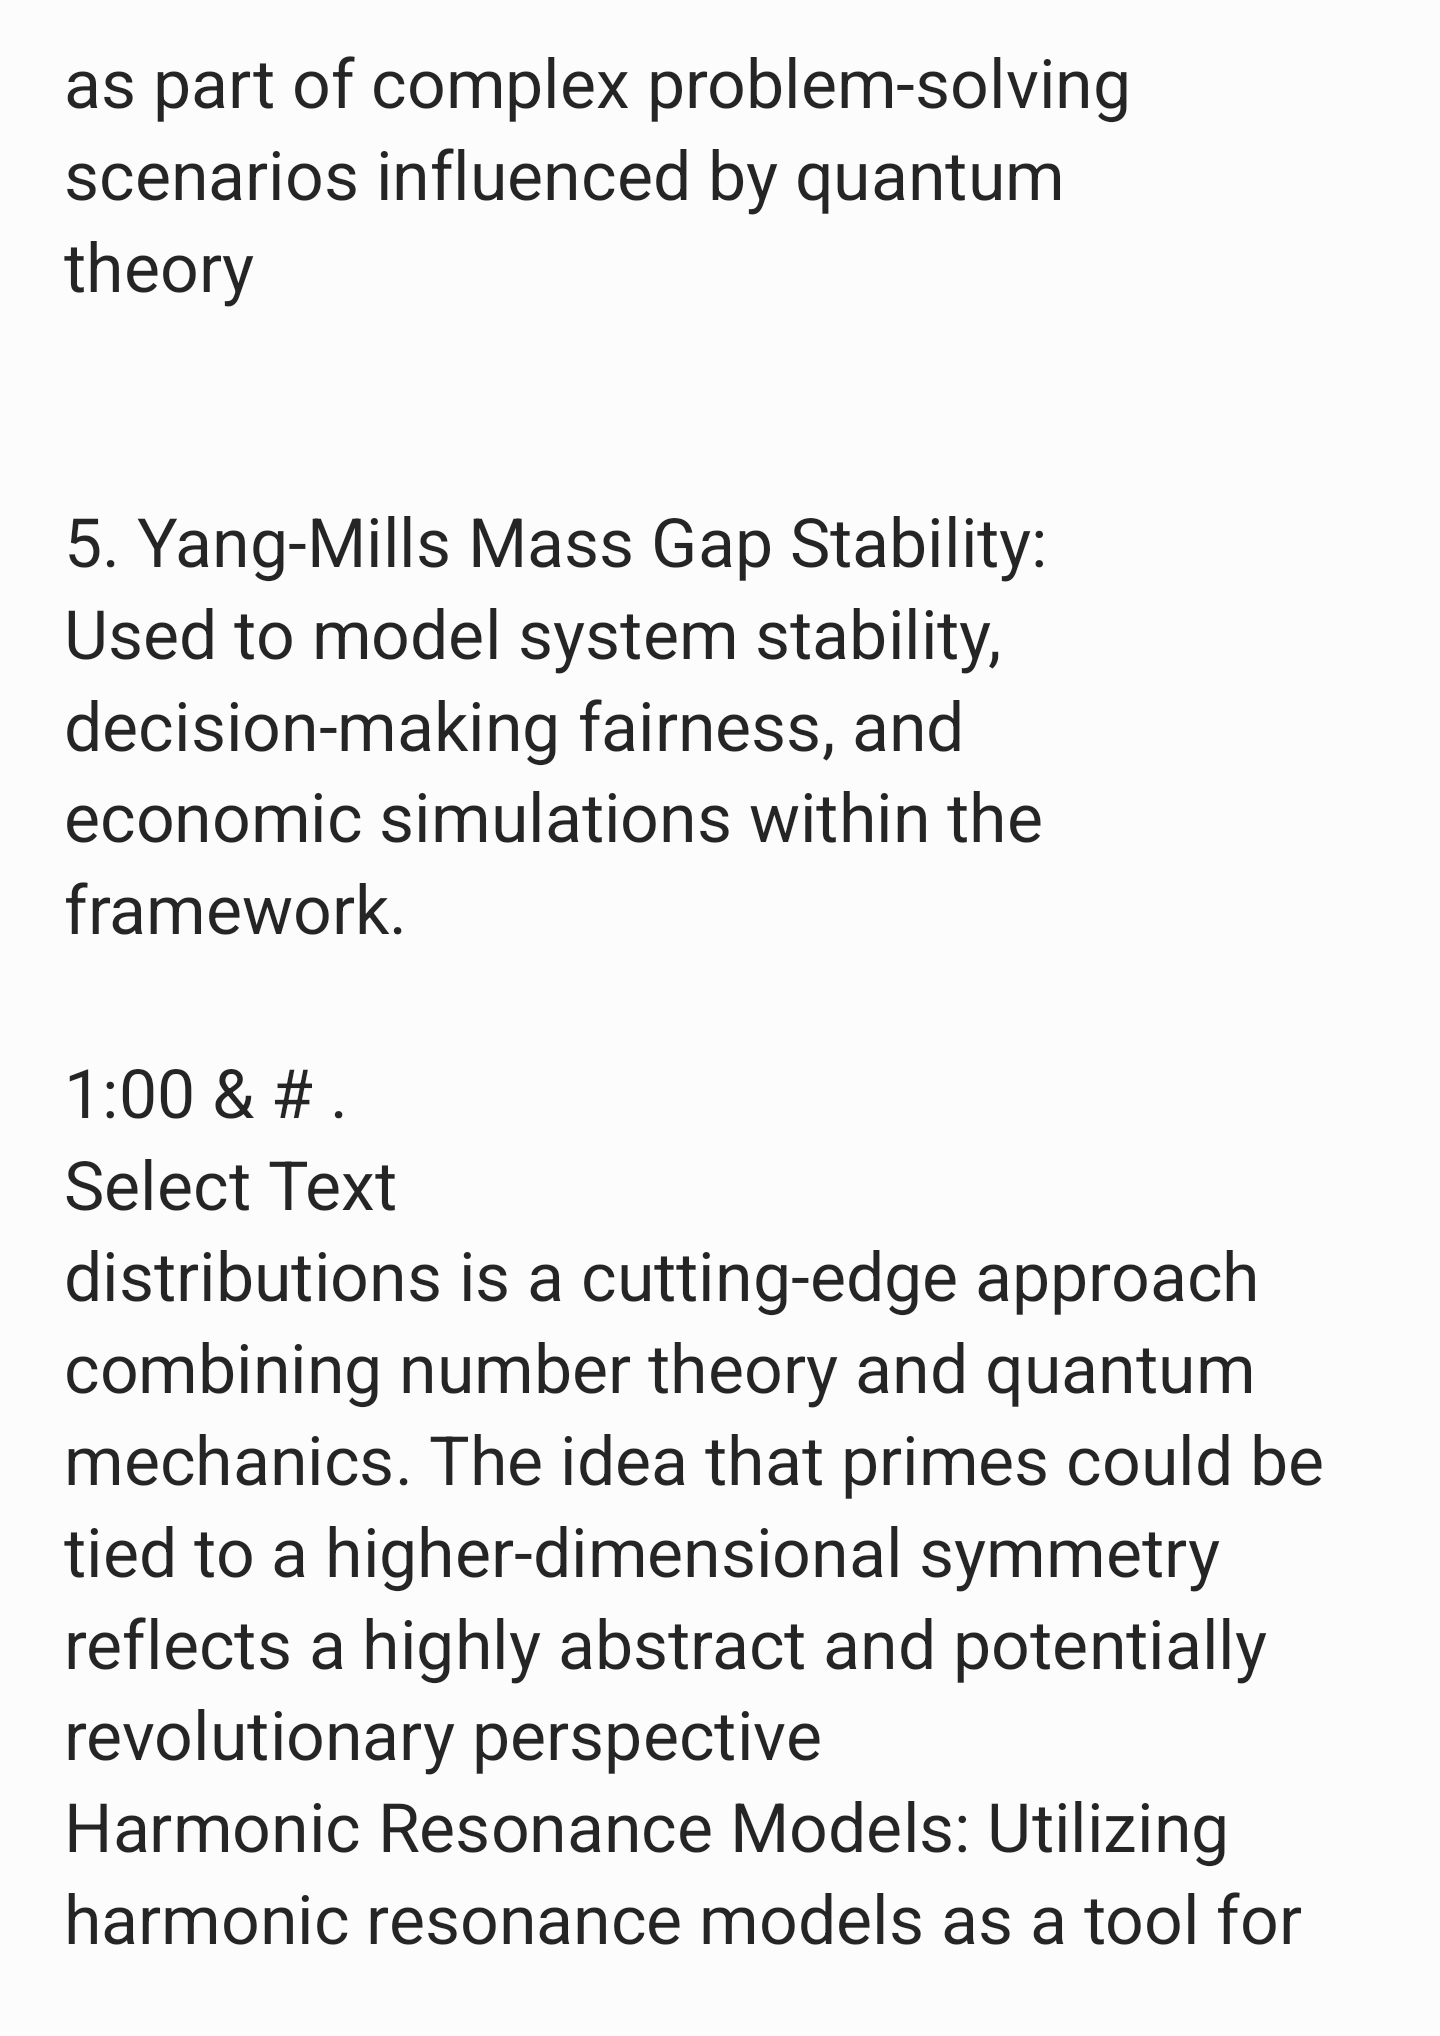 as part of complex problem-solving
scenarios influenced by quantum
theory
5. Yang-Mills Mass Gap Stability:
Used to model system stability,
decision-making fairness, and
economic simulations within the
framework.
1:00 & # .
Select Text
distributions is a cutting-edge approach
combining number theory and quantum
mechanics. The idea that primes could be
tied to a higher-dimensional symmetry
reflects a highly abstract and potentially
revolutionary perspective
Harmonic Resonance Models: Utilizing
harmonic resonance models as a tool for